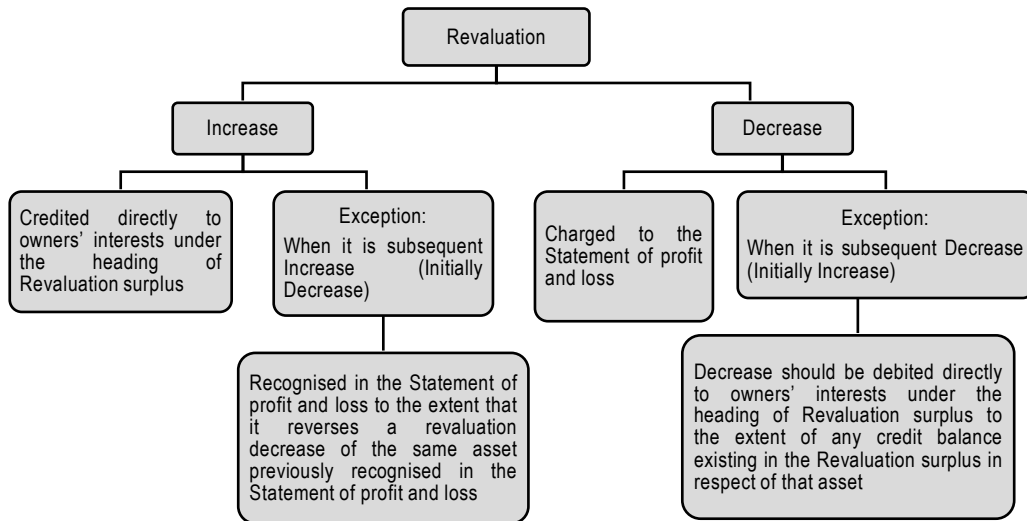 Revaluation
Increase
Decrease
Credited directly to
owners’ interests under
the heading of
Revaluation surplus
Exception:
When it is subsequent
Increase (Initially
Decrease)
Charged to the
Statement of profit
and loss
Exception:
When it is subsequent Decrease
(Initially Increase)
Recognised in the Statement of
profit and loss to the extent that
it reverses a revaluation
decrease of the same asset
previously recognised in the
Statement of profit and loss
Decrease should be debited directly
to owners’ interests under the
heading of Revaluation surplus to
the extent of any credit balance
existing in the Revaluation surplus in
respect of that asset